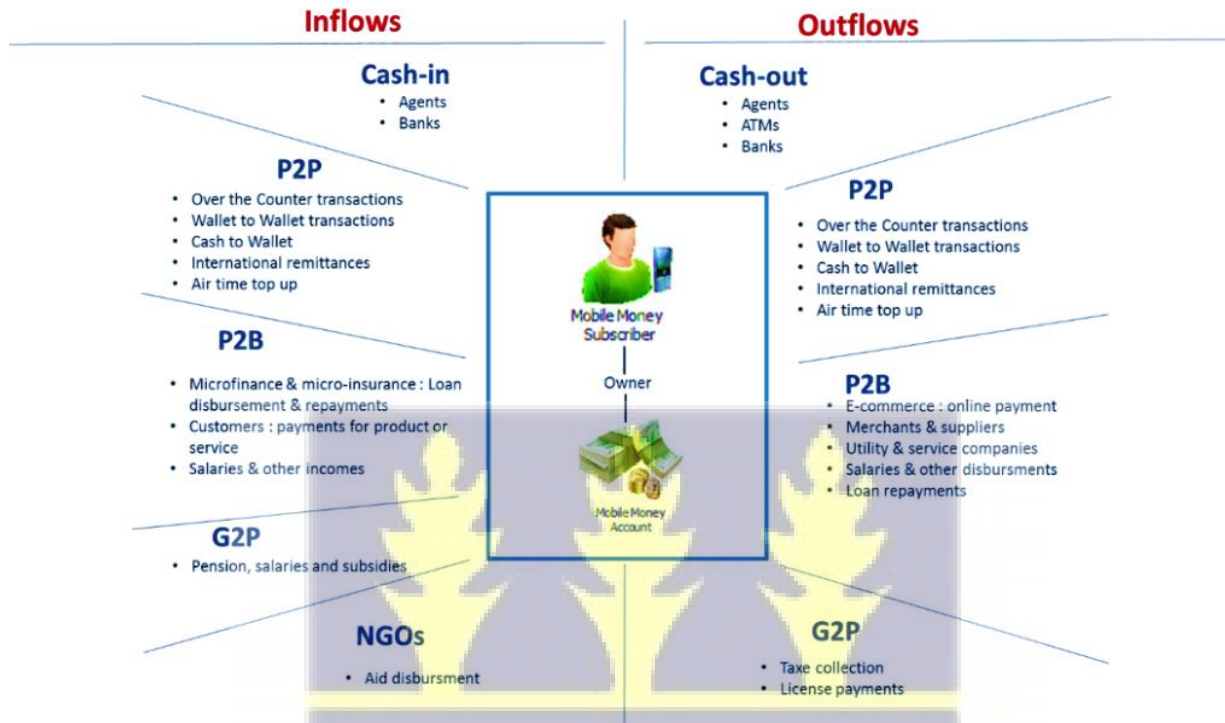 Inflows
Outflows
Cash-in
• Agents
• Banks
Cash-out
• Agents
• ATMs
• Banks
P2P
• Over the Counter transactions
• Wallet to Wallet transactions
• Cash to Wallet
• International remittances
• Air time top up
P2P
• Over the Counter transactions
• Wallet to Wallet transactions
• Cash to Wallet
• International remittances
• Air time top up
Mobile Money
Subscriber
Owner
Mobile Money
Account
P2B
• Microfinance & micro-insurance : Loan
disbursement & repayments
• Customers : payments for product or
service
• Salaries & other incomes
P2B
• E-commerce : online payment
• Merchants & suppliers
• Utility & service companies
• Salaries & other disbursments
• Loan repayments
G2P
• Pension, salaries and subsidies
NGOs
• Aid disbursment
G2P
• Taxe collection
• License payments